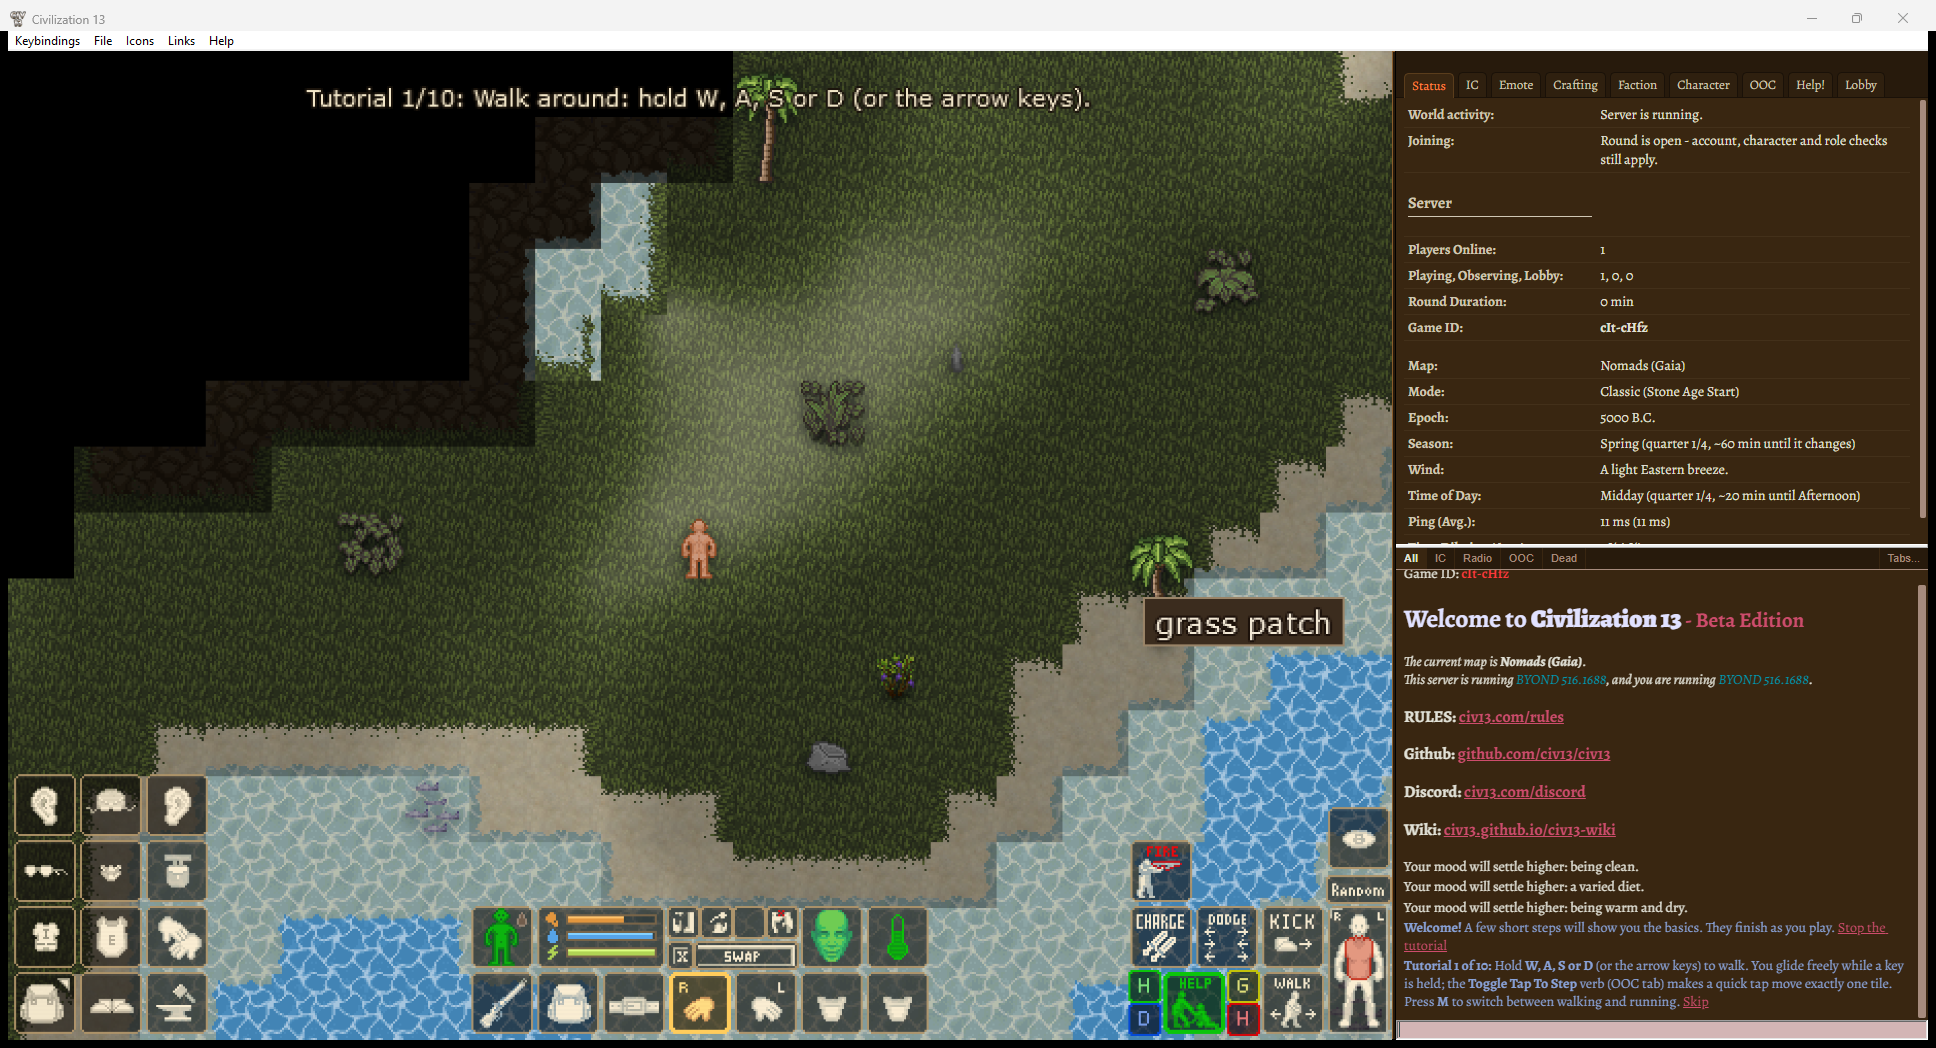 Civilization 13
Keybindings File Icons Links Help
Tutorial 1/10: Walk around: hold W, A, S or D (or the arrow keys).
grass patch
FIRE
B
Random
CHARGE DODGE KICK
R L
X SWAP
I E
R L
H HELP G WALK
D H
Status IC Emote Crafting Faction Character OOC Help! Lobby
World activity: Server is running.
Joining: Round is open - account, character and role checks
still apply.
Server
Players Online: 1
Playing, Observing, Lobby: 1, 0, 0
Round Duration: 0 min
Game ID: cIt-cHfz
Map: Nomads (Gaia)
Mode: Classic (Stone Age Start)
Epoch: 5000 B.C.
Season: Spring (quarter 1/4, ~60 min until it changes)
Wind: A light Eastern breeze.
Time of Day: Midday (quarter 1/4, ~20 min until Afternoon)
Ping (Avg.): 11 ms (11 ms)
All IC Radio OOC Dead Tabs...
Game ID: cIt-cHfz
Welcome to Civilization 13 - Beta Edition
The current map is Nomads (Gaia).
This server is running BYOND 516.1688, and you are running BYOND 516.1688.
RULES: civ13.com/rules
Github: github.com/civ13/civ13
Discord: civ13.com/discord
Wiki: civ13.github.io/civ13-wiki
Your mood will settle higher: being clean.
Your mood will settle higher: a varied diet.
Your mood will settle higher: being warm and dry.
Welcome! A few short steps will show you the basics. They finish as you play. Stop the
tutorial
Tutorial 1 of 10: Hold W, A, S or D (or the arrow keys) to walk. You glide freely while a key
is held; the Toggle Tap To Step verb (OOC tab) makes a quick tap move exactly one tile.
Press M to switch between walking and running. Skip